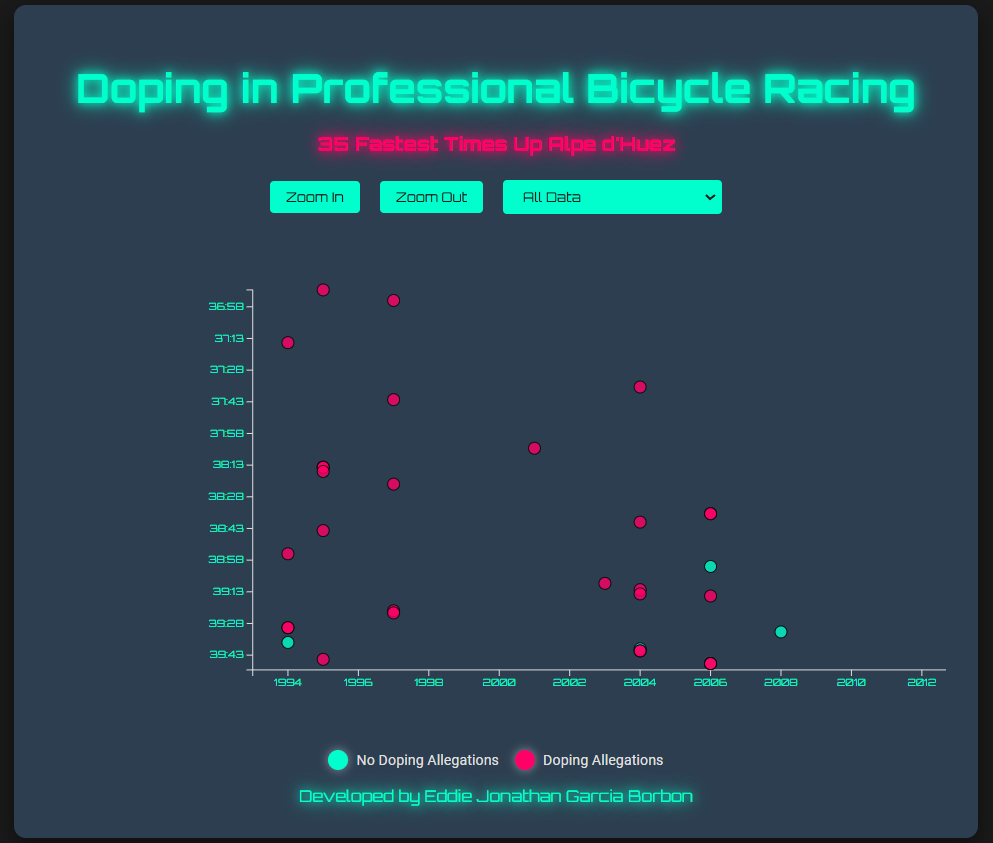 Doping in Professional Bicycle Racing
35 Fastest Times Up Alpe d'Huez
Zoom In Zoom Out All Data
36:58
37:13
37:28
37:43
37:58
38:13
38:28
38:43
38:58
39:13
39:28
39:43
1994 1996 1998 2000 2002 2004 2006 2008 2010 2012
No Doping Allegations Doping Allegations
Developed by Eddie Jonathan Garcia Borbon